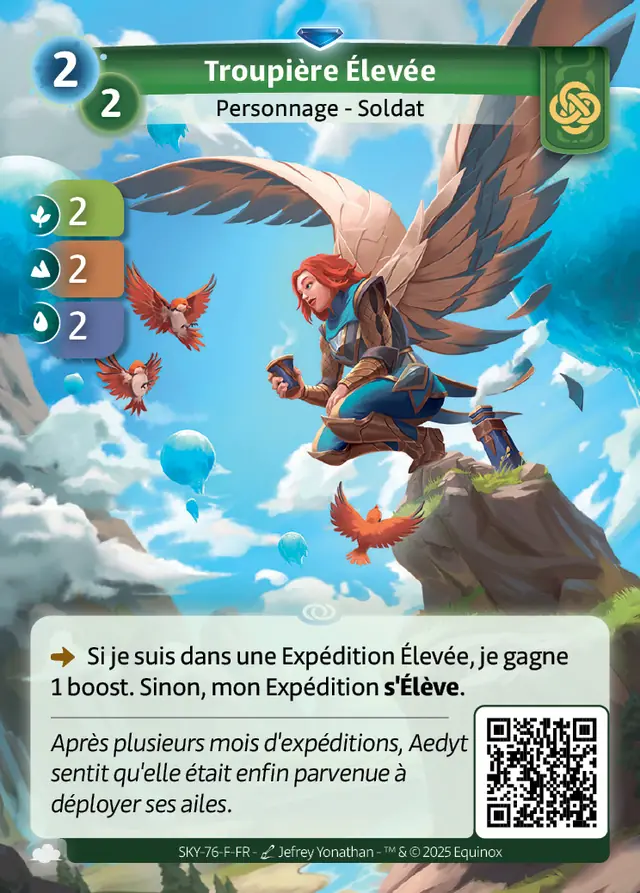 2
2
Troupière Élevée
Personnage - Soldat
2
2
2
Si je suis dans une Expédition Élevée, je gagne
1 boost. Sinon, mon Expédition s'Élève.
Après plusieurs mois d'expéditions, Aedyt
sentit qu'elle était enfin parvenue à
déployer ses ailes.
SKY-76-F-FR - Jefrey Yonathan - ™ & © 2025 Equinox